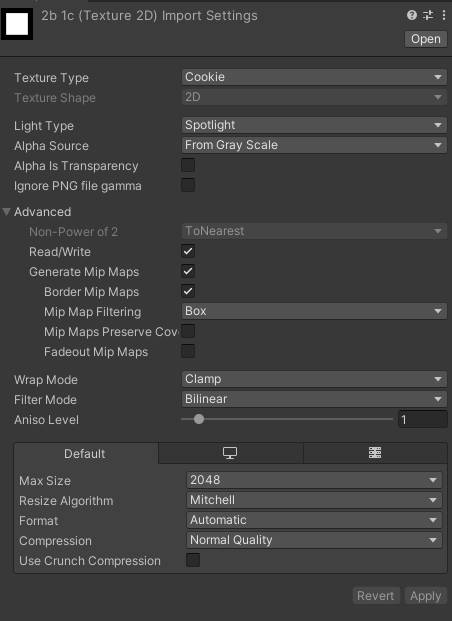 2b 1c (Texture 2D) Import Settings
Open
Texture Type Cookie
Texture Shape 2D
Light Type Spotlight
Alpha Source From Gray Scale
Alpha Is Transparency
Ignore PNG file gamma
Advanced
Non-Power of 2 ToNearest
Read/Write
Generate Mip Maps
Border Mip Maps
Mip Map Filtering Box
Mip Maps Preserve Cov
Fadeout Mip Maps
Wrap Mode Clamp
Filter Mode Bilinear
Aniso Level 1
Default
Max Size 2048
Resize Algorithm Mitchell
Format Automatic
Compression Normal Quality
Use Crunch Compression
Revert Apply